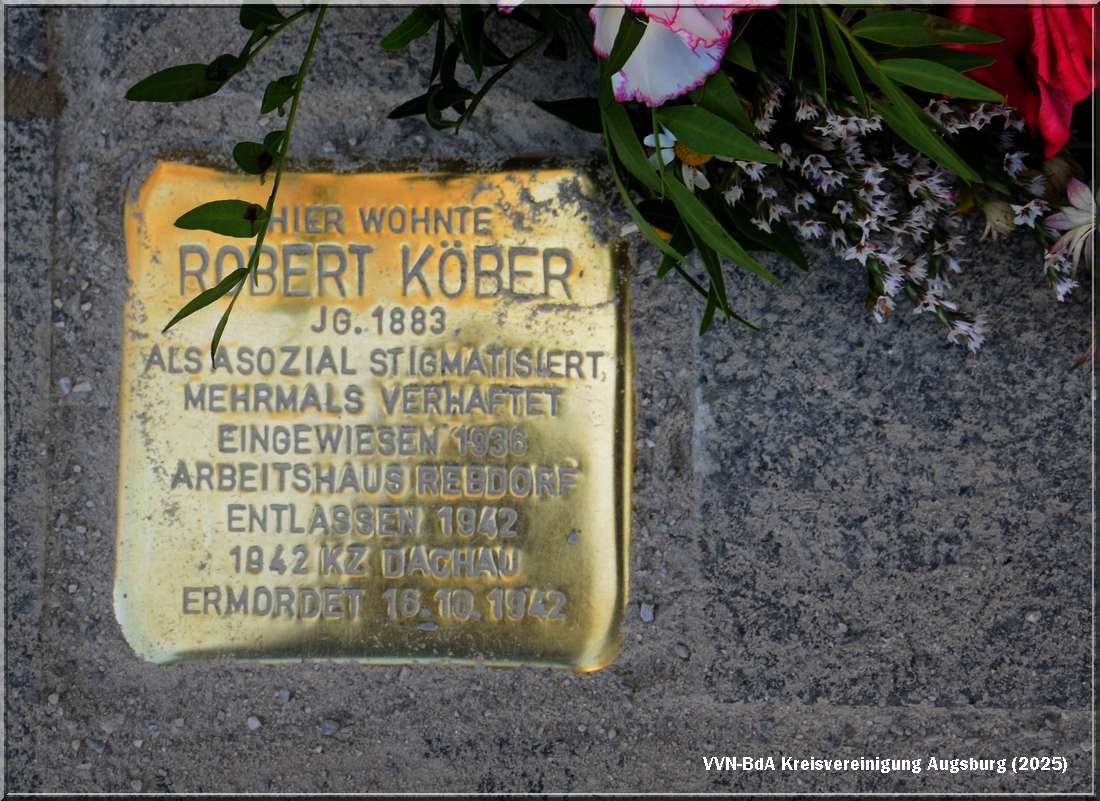 HIER WOHNTE
ROBERT KÖBER
JG. 1883
ALS ASOZIAL STIGMATISIERT
MEHRMALS VERHAFTET
EINGEWIESEN 1936
ARBEITSHAUS REBDORF
ENTLASSEN 1942
1942 KZ DACHAU
ERMORDET 16.10.1942
VVN-BdA Kreisvereinigung Augsburg (2025)